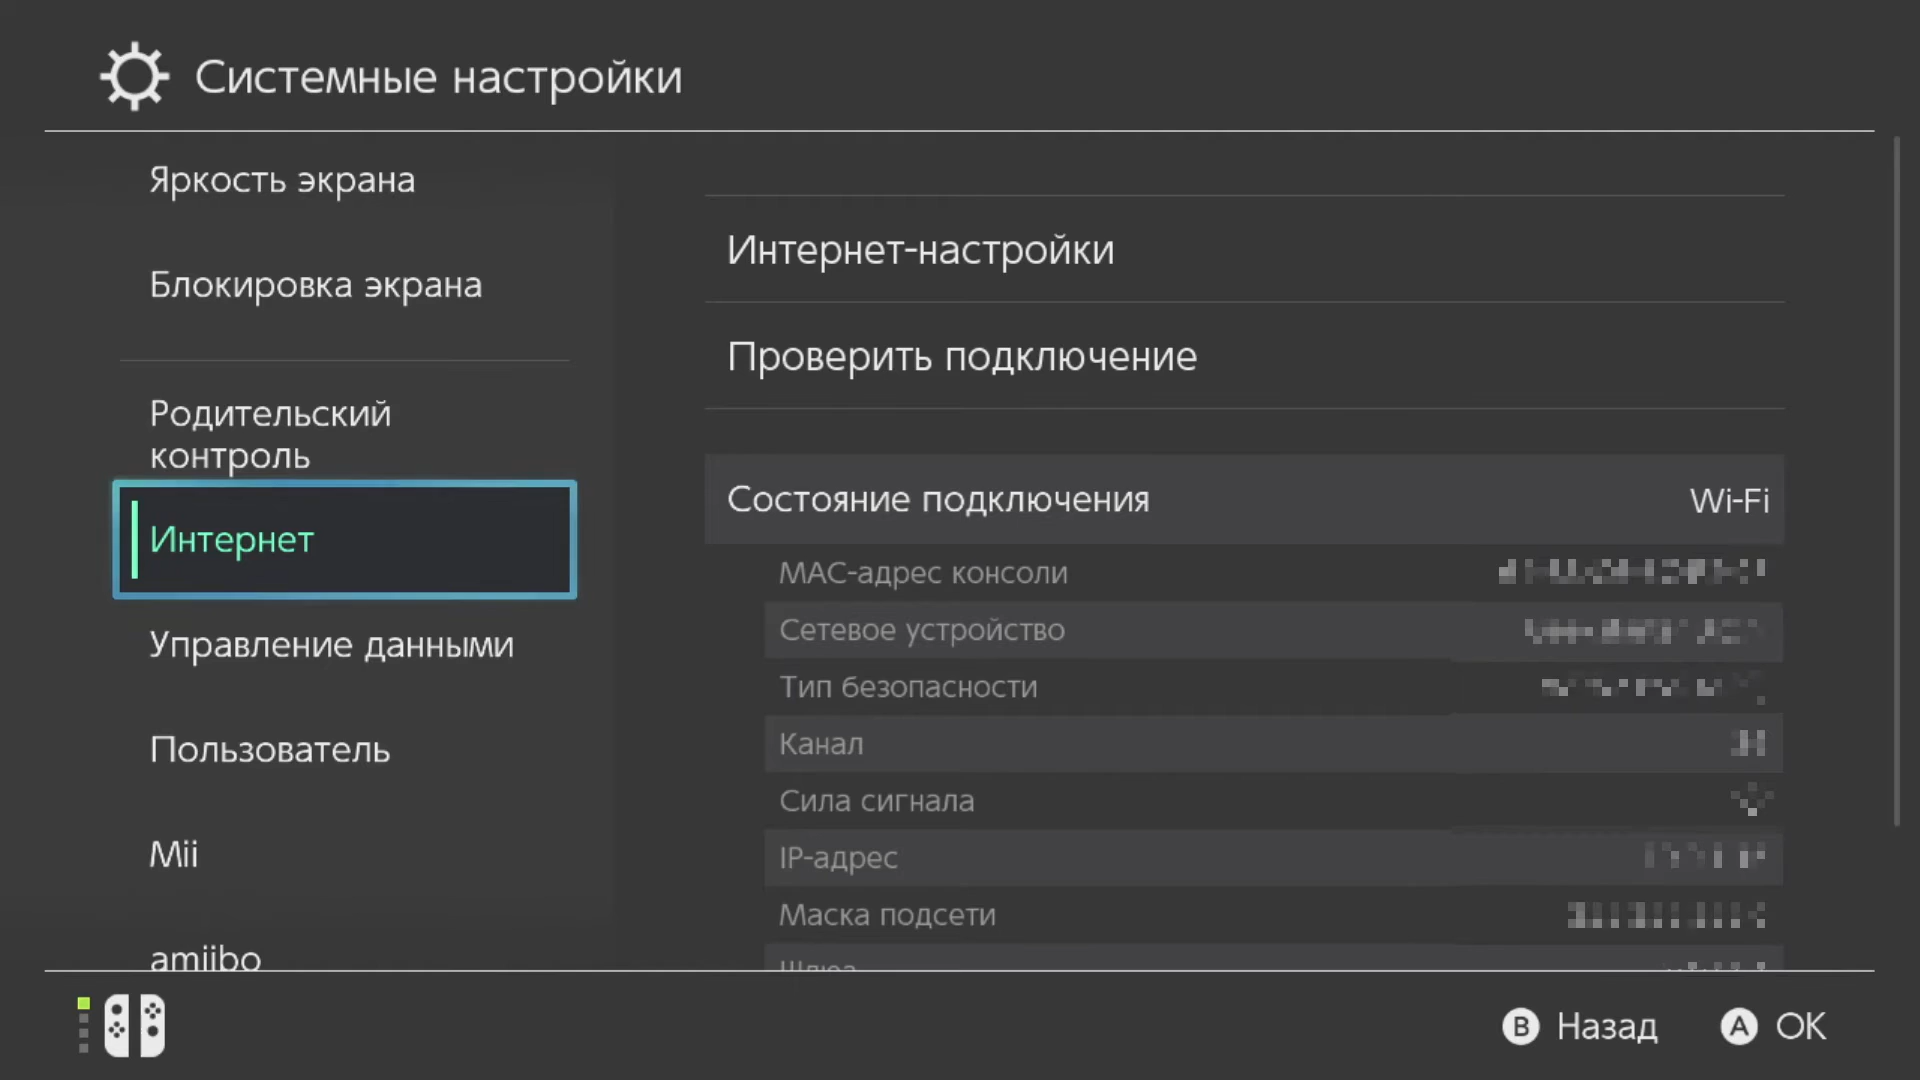 Системные настройки
Яркость экрана
Блокировка экрана
Родительский
контроль
Интернет
Управление данными
Пользователь
Mii
amiibo
Интернет-настройки
Проверить подключение
Состояние подключения Wi-Fi
MAC-адрес консоли
Сетевое устройство
Тип безопасности
Канал
Сила сигнала
IP-адрес
Маска подсети
Шлюз
B Назад A OK